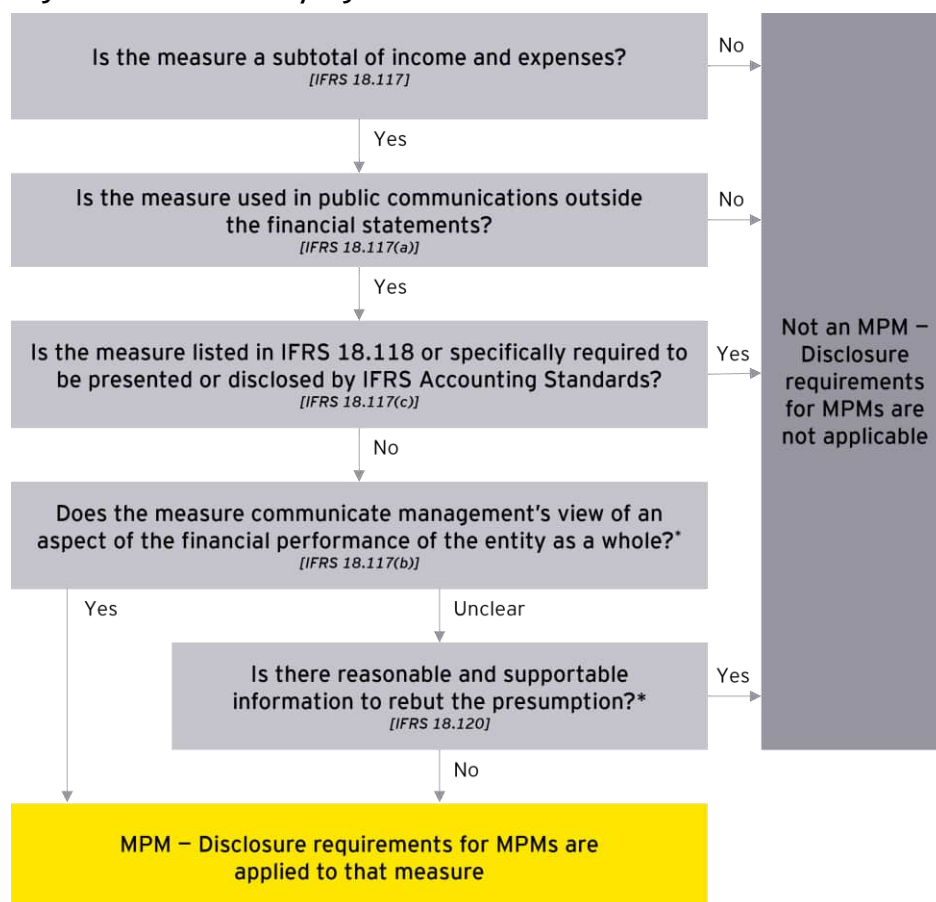 Is the measure a subtotal of income and expenses?
[IFRS 18.117]
No
Yes
Is the measure used in public communications outside
the financial statements?
[IFRS 18.117(a)]
No
Yes
Is the measure listed in IFRS 18.118 or specifically required to
be presented or disclosed by IFRS Accounting Standards?
[IFRS 18.117(c)]
Yes
Not an MPM –
Disclosure
requirements
for MPMs are
not applicable
No
Does the measure communicate management's view of an
aspect of the financial performance of the entity as a whole?*
[IFRS 18.117(b)]
Yes
Unclear
Is there reasonable and supportable
information to rebut the presumption?*
[IFRS 18.120]
Yes
No
MPM – Disclosure requirements for MPMs are
applied to that measure